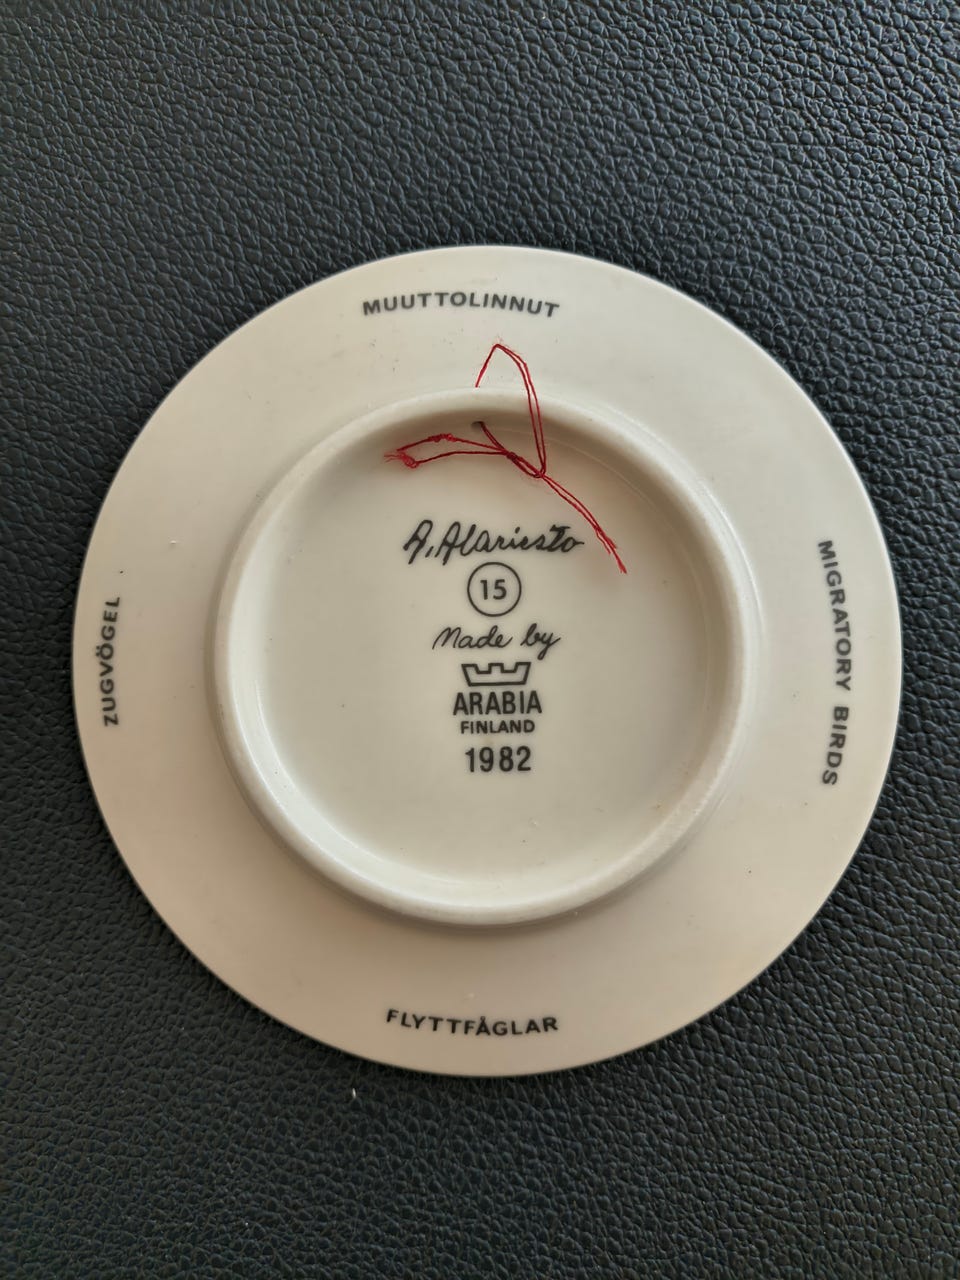 MUUTTOLINNUT
A. Alariesto
15
Made by
ARABIA
FINLAND
1982
MIGRATORY BIRDS
FLYTTFÅGLAR
ZUGVÖGEL